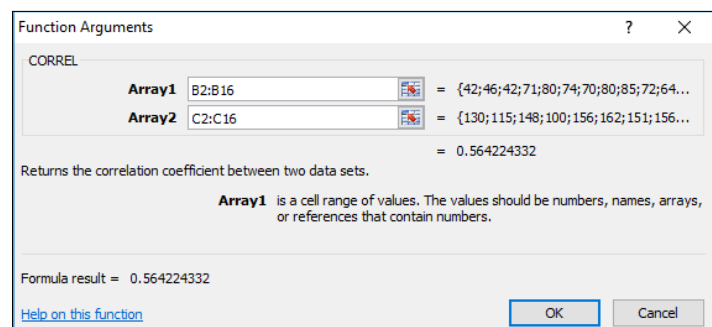 Function Arguments ? ×
CORREL
Array1 B2:B16 = {42;46;42;71;80;74;70;80;85;72;64...
Array2 C2:C16 = {130;115;148;100;156;162;151;156...
= 0.564224332
Returns the correlation coefficient between two data sets.
Array1 is a cell range of values. The values should be numbers, names, arrays,
or references that contain numbers.
Formula result = 0.564224332
Help on this function OK Cancel